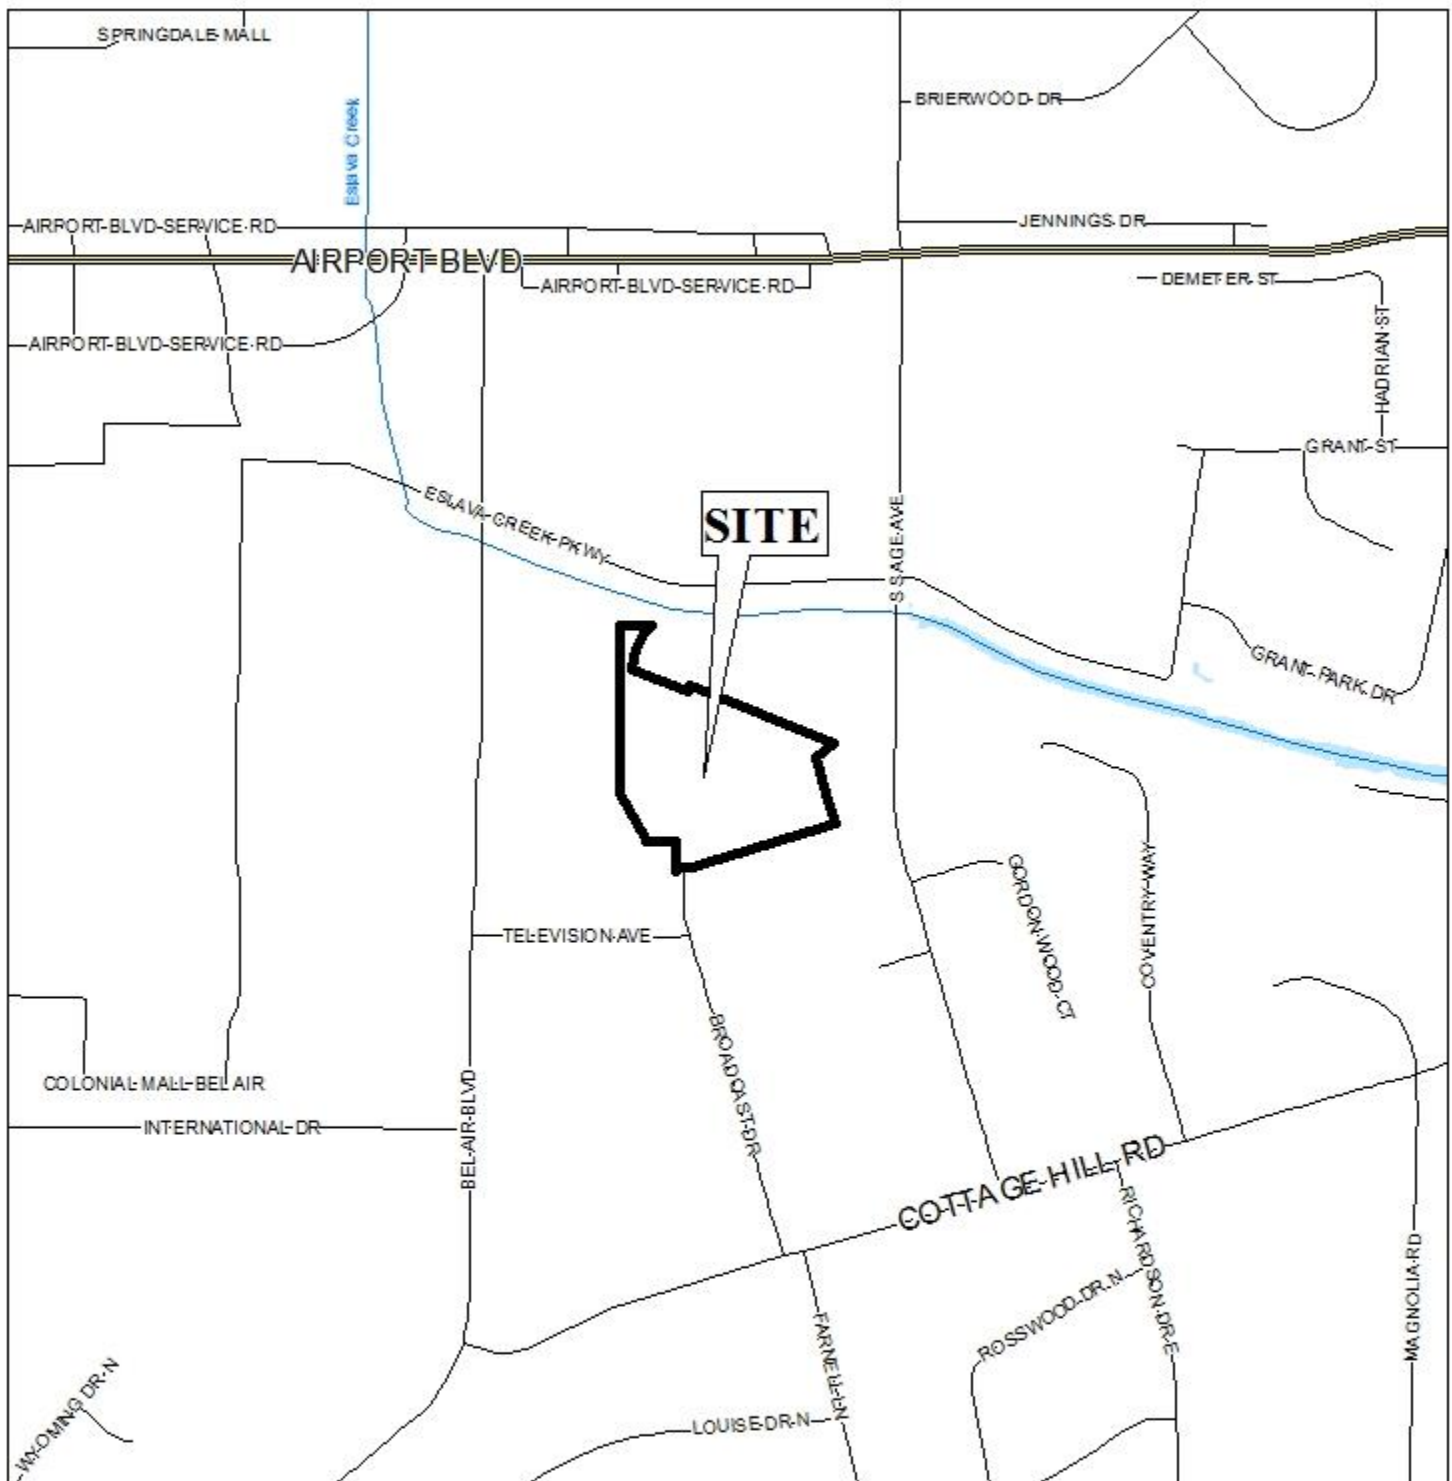 SPRINGDALE MALL
Eslava Creek
BRIERWOOD DR
AIRPORT BLVD SERVICE RD
JENNINGS DR
AIRPORT BLVD
AIRPORT BLVD SERVICE RD
DEMETER ST
AIRPORT BLVD SERVICE RD
HADRIAN ST
GRANT ST
ESLAVA CREEK PKWY
SITE
S SAGE AVE
GRANT PARK DR
GORDON WOOD CT
COVENTRY WAY
TELEVISION AVE
BROADCAST DR
COLONIAL MALL BEL AIR
INTERNATIONAL DR
BEL AIR BLVD
COTTAGE HILL RD
RICHARDSON DR E
ROSSWOOD DR N
MAGNOLIA RD
FARNELL LN
WYOMING DR N
LOUISE DR N